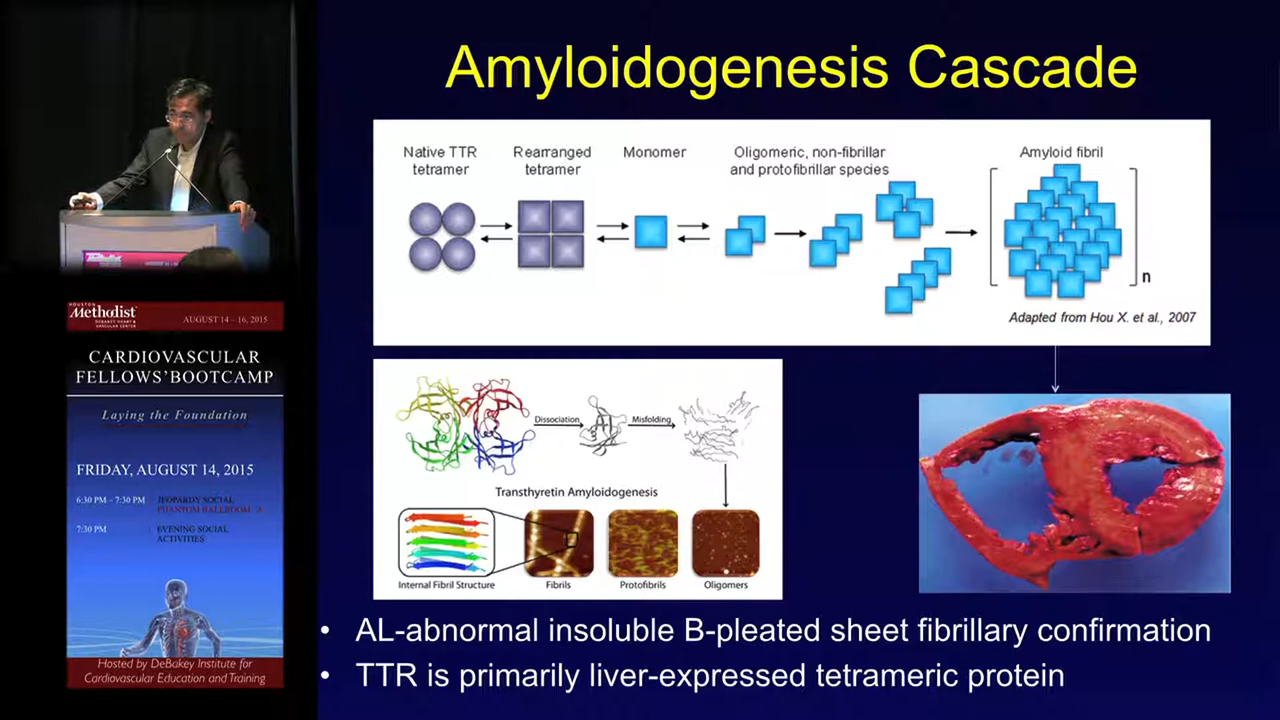 Amyloidogenesis Cascade
Native TTR
tetramer
Rearranged
tetramer
Monomer
Oligomeric, non-fibrillar
and protofibrillar species
Amyloid fibril
n
Adapted from Hou X. et al., 2007
Dissociation
Misfolding
Transthyretin Amyloidogenesis
Internal Fibril Structure
Fibrils
Protofibrils
Oligomers
• AL-abnormal insoluble B-pleated sheet fibrillary confirmation
• TTR is primarily liver-expressed tetrameric protein
HOUSTON
Methodist
DEBAKEY HEART &
VASCULAR CENTER
AUGUST 14 – 16, 2015
CARDIOVASCULAR
FELLOWS' BOOTCAMP
Laying the Foundation
FRIDAY, AUGUST 14, 2015
6:30 PM – 7:30 PM : JEOPARDY SOCIAL
PHANTOM BALLROOM
7:30 PM : EVENING SOCIAL
ACTIVITIES
Hosted by DeBakey Institute for
Cardiovascular Education and Training